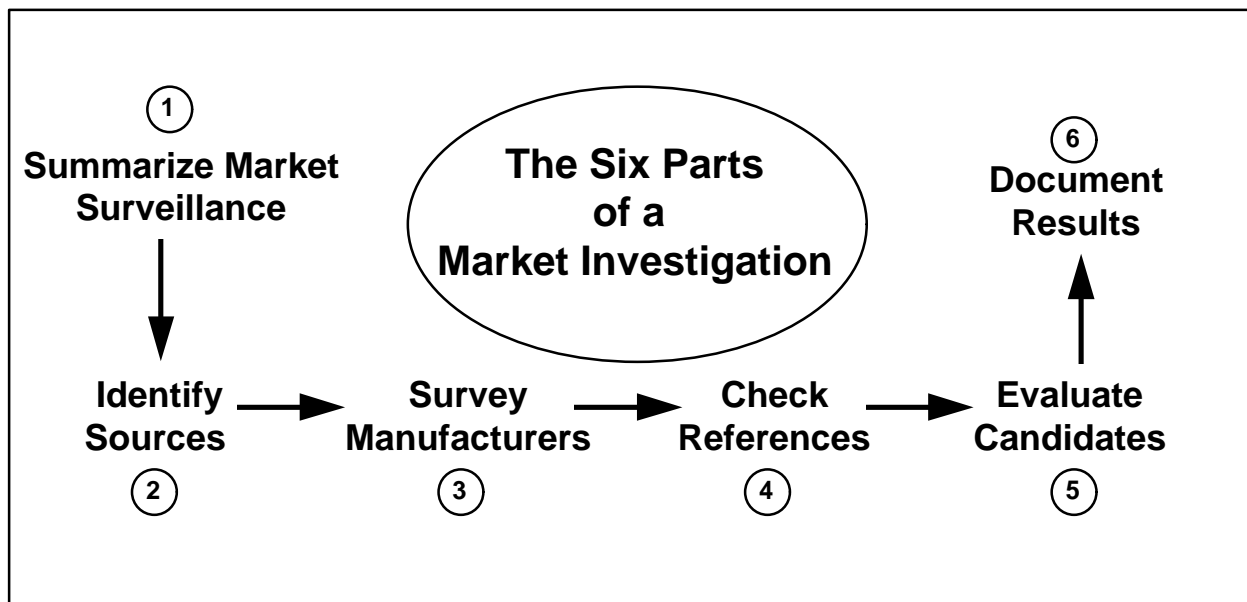 1
Summarize Market
Surveillance
The Six Parts
of a
Market Investigation
6
Document
Results
Identify
Sources
2
Survey
Manufacturers
3
Check
References
4
Evaluate
Candidates
5